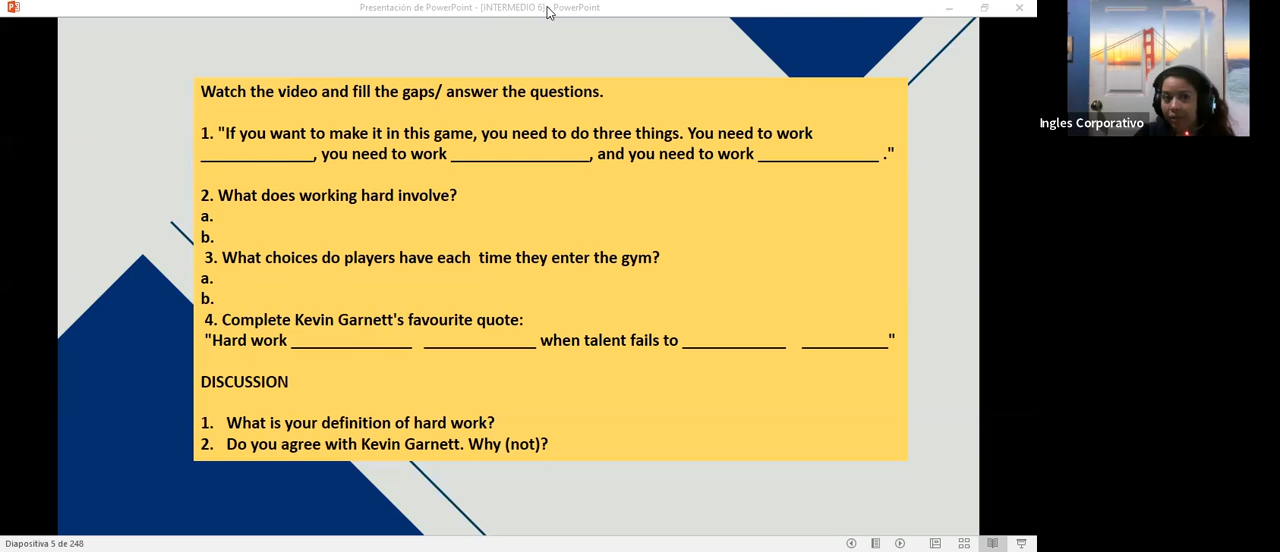 Presentación de PowerPoint - [INTERMEDIO 6] - PowerPoint
Watch the video and fill the gaps/ answer the questions.
1. "If you want to make it in this game, you need to do three things. You need to work
______________, you need to work _________________, and you need to work _______________ ."
2. What does working hard involve?
a.
b.
3. What choices do players have each  time they enter the gym?
a.
b.
4. Complete Kevin Garnett's favourite quote:
"Hard work _______________  ______________ when talent fails to _____________  ___________"
DISCUSSION
1. What is your definition of hard work?
2. Do you agree with Kevin Garnett. Why (not)?
Ingles Corporativo
Diapositiva 5 de 248